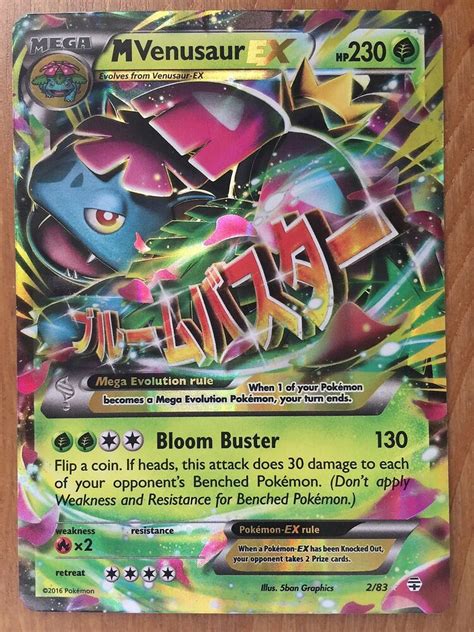 MEGA
M Venusaur EX
HP230
Evolves from Venusaur-EX
ブルームバスター
Mega Evolution rule
When 1 of your Pokémon
becomes a Mega Evolution Pokémon, your turn ends.
Bloom Buster 130
Flip a coin. If heads, this attack does 30 damage to each
of your opponent's Benched Pokémon. (Don't apply
Weakness and Resistance for Benched Pokémon.)
weakness resistance
×2
Pokémon-EX rule
When a Pokémon-EX has been Knocked Out,
your opponent takes 2 Prize cards.
retreat
©2016 Pokémon
Illus. 5ban Graphics
2/83